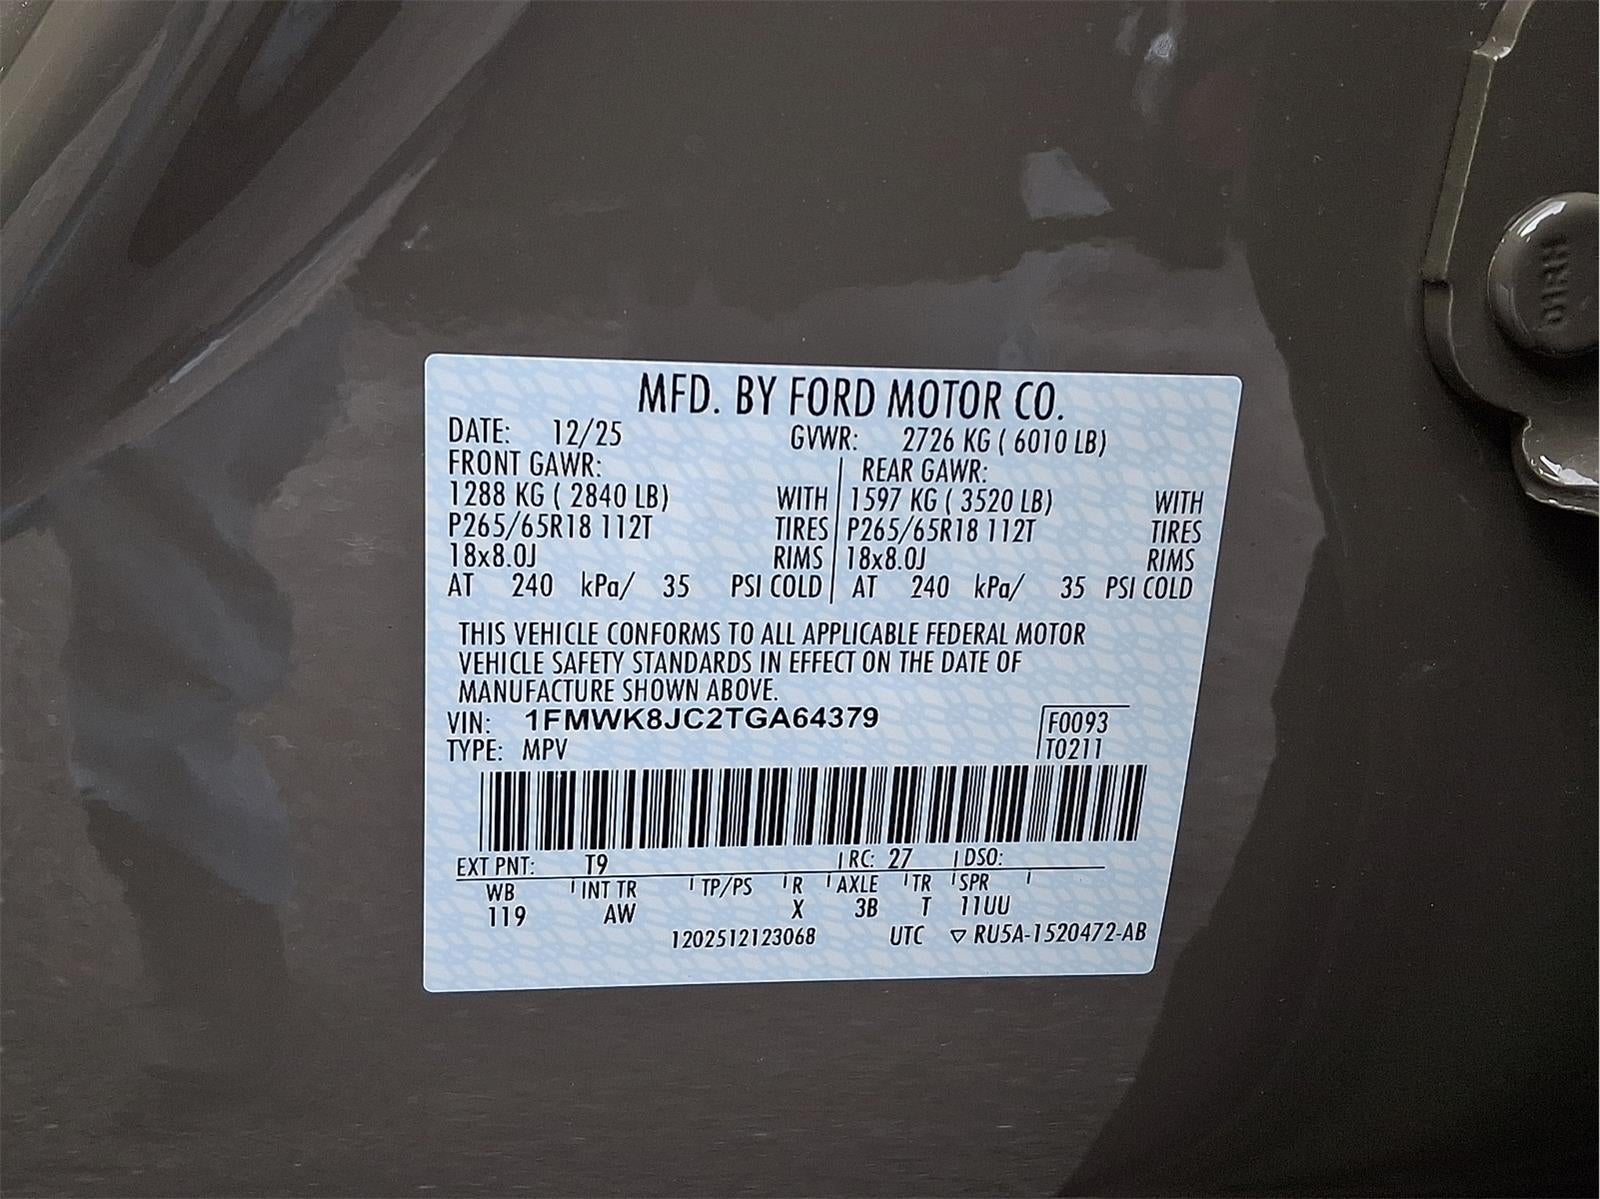 MFD. BY FORD MOTOR CO.
DATE: 12/25 GVWR: 2726 KG ( 6010 LB)
FRONT GAWR: REAR GAWR:
1288 KG ( 2840 LB) WITH 1597 KG ( 3520 LB) WITH
P265/65R18 112T TIRES P265/65R18 112T TIRES
18x8.0J RIMS 18x8.0J RIMS
AT 240 kPa/ 35 PSI COLD AT 240 kPa/ 35 PSI COLD
THIS VEHICLE CONFORMS TO ALL APPLICABLE FEDERAL MOTOR
VEHICLE SAFETY STANDARDS IN EFFECT ON THE DATE OF
MANUFACTURE SHOWN ABOVE.
VIN: 1FMWK8JC2TGA64379 F0093
TYPE: MPV T0211
EXT PNT: T9 RC: 27 DSO:
WB INT TR TP/PS R AXLE TR SPR
119 AW X 3B T 11UU
1202512123068 UTC ▽ RU5A-1520472-AB